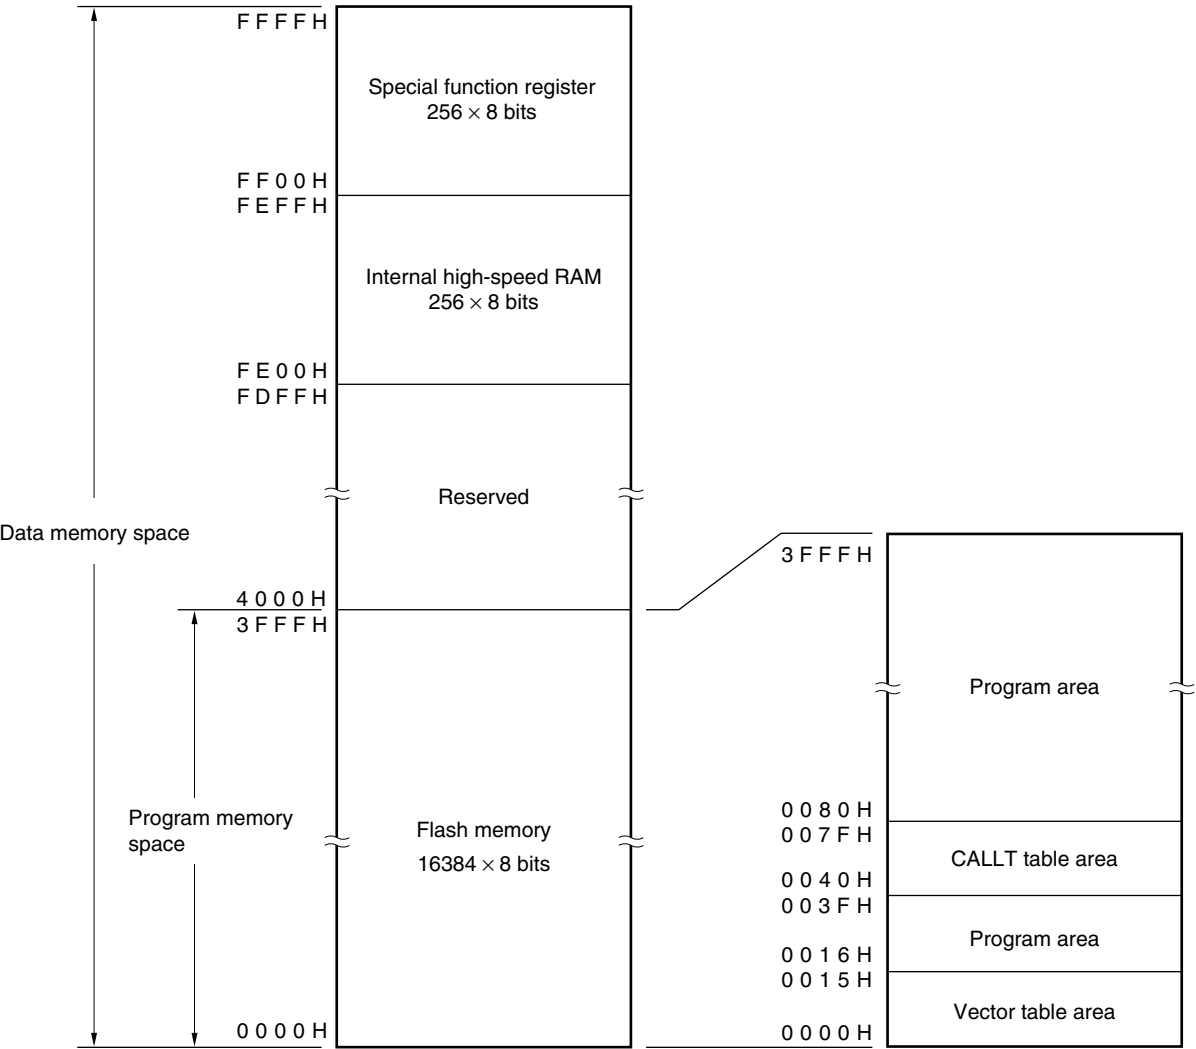 FFFFH
Special function register
256 × 8 bits
FF00H
FEFFH
Internal high-speed RAM
256 × 8 bits
FE00H
FDFFH
Reserved
Data memory space
4000H
3FFFH
Program memory
space
Flash memory
16384 × 8 bits
0000H
3FFFH
Program area
0080H
007FH
CALLT table area
0040H
003FH
Program area
0016H
0015H
Vector table area
0000H